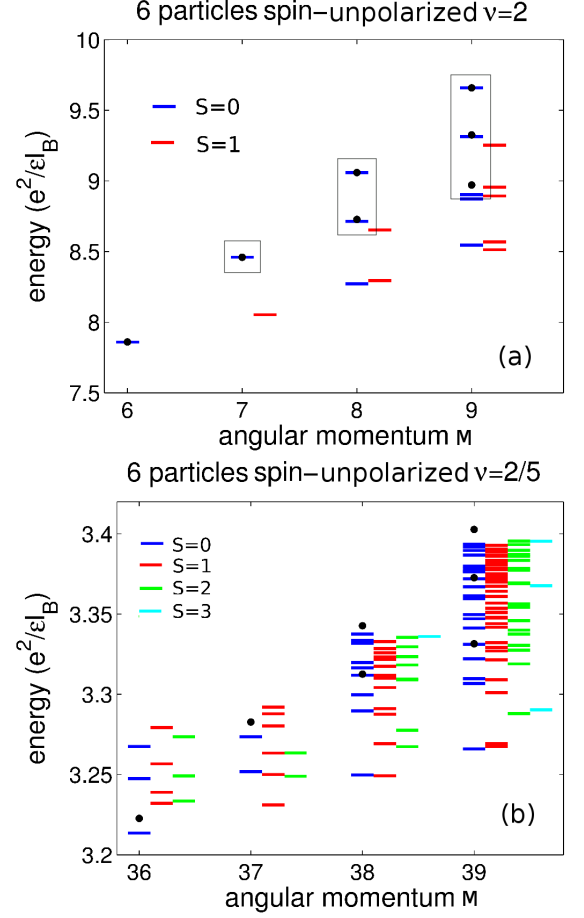 6 particles spin−unpolarized ν=2
10
9.5
9
8.5
8
7.5
energy (e²/εl_B)
S=0
S=1
(a)
6 7 8 9
angular momentum M
6 particles spin−unpolarized ν=2/5
3.4
3.35
3.3
3.25
3.2
energy (e²/εl_B)
S=0
S=1
S=2
S=3
(b)
36 37 38 39
angular momentum M